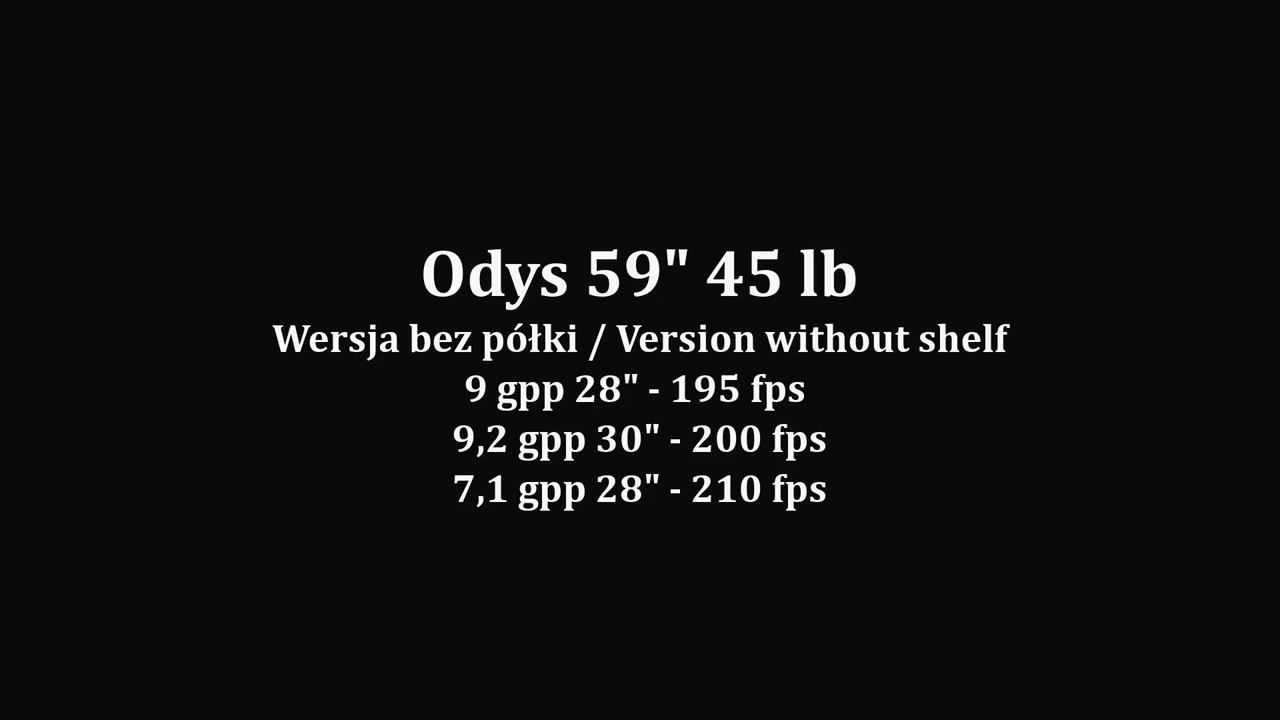 Odys 59" 45 lb
Wersja bez półki / Version without shelf
9 gpp 28" - 195 fps
9,2 gpp 30" - 200 fps
7,1 gpp 28" - 210 fps